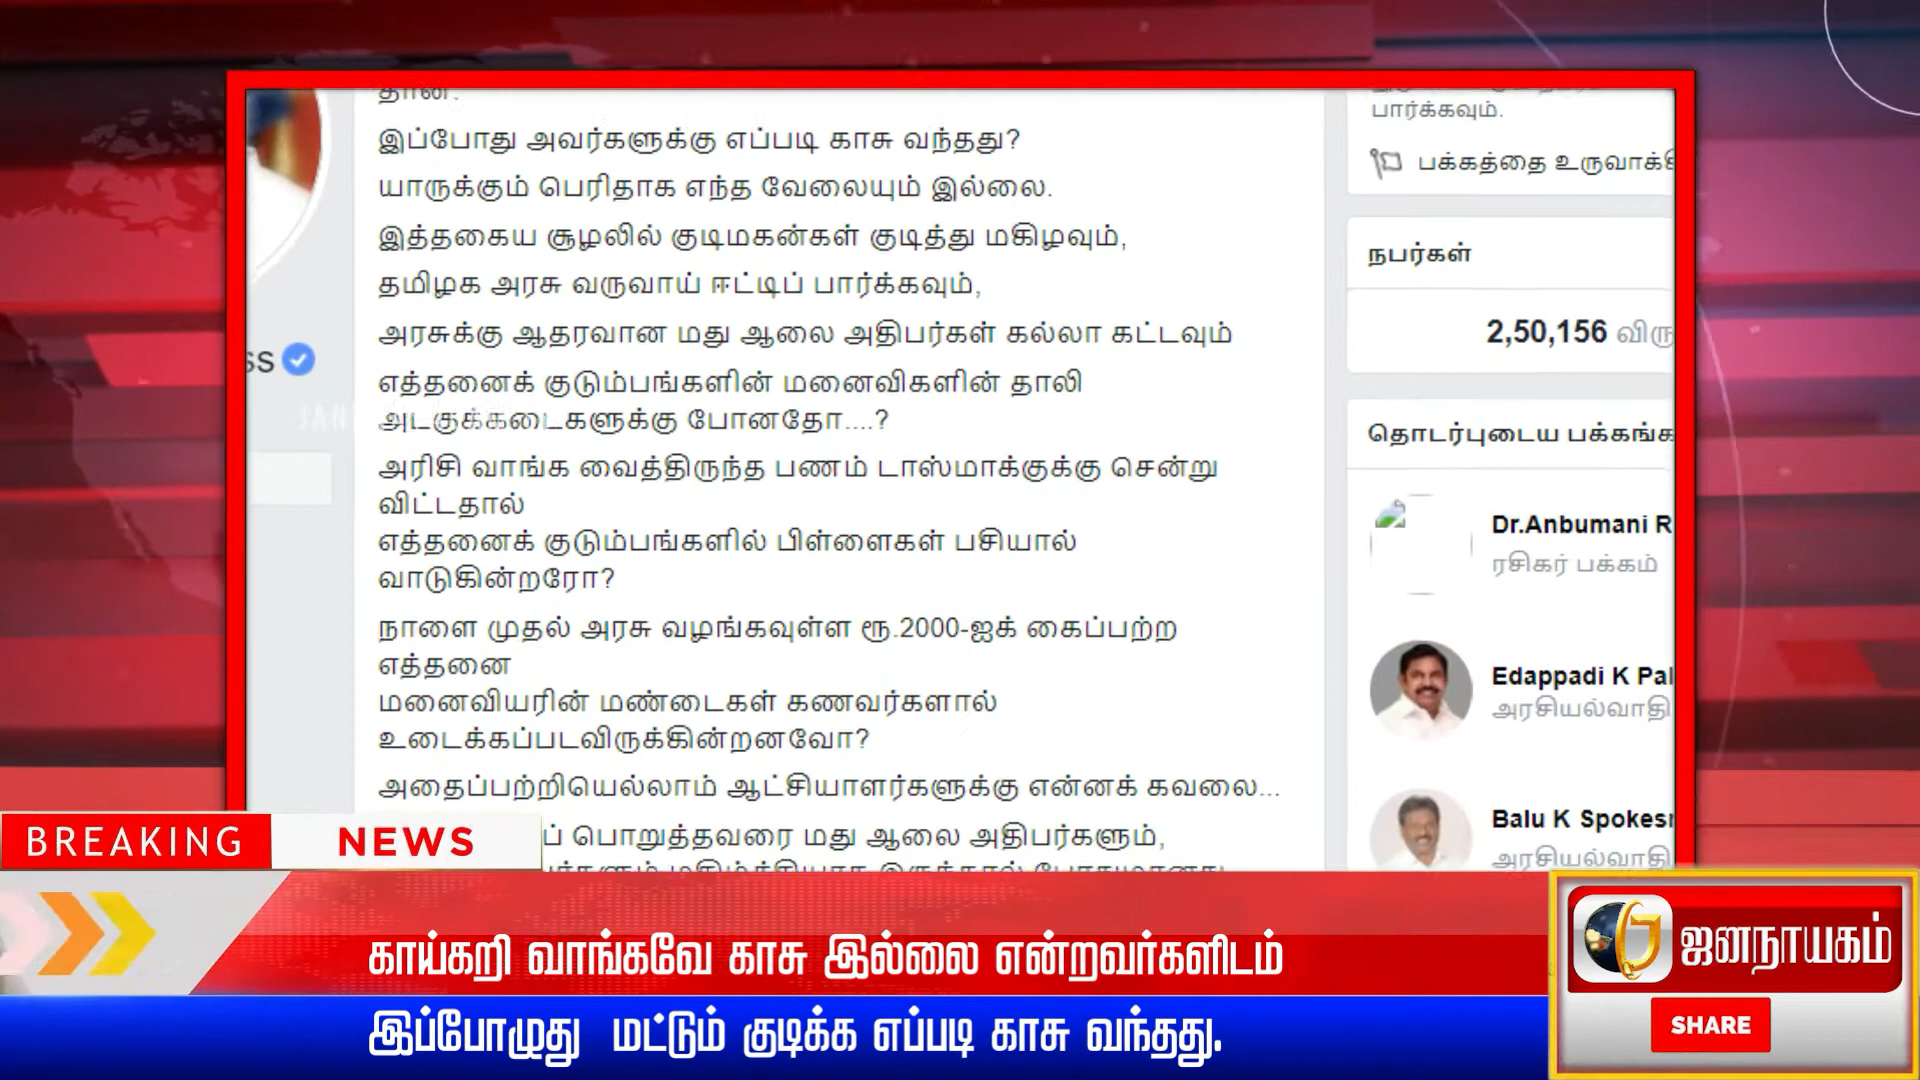 தான்.
இப்போது அவர்களுக்கு எப்படி காசு வந்தது?
யாருக்கும் பெரிதாக எந்த வேலையும் இல்லை.
இத்தகைய சூழலில் குடிமகன்கள் குடித்து மகிழவும்,
தமிழக அரசு வருவாய் ஈட்டிப் பார்க்கவும்,
அரசுக்கு ஆதரவான மது ஆலை அதிபர்கள் கல்லா கட்டவும்
எத்தனைக் குடும்பங்களின் மனைவிகளின் தாலி
அடகுக்கடைகளுக்கு போனதோ....?
அரிசி வாங்க வைத்திருந்த பணம் டாஸ்மாக்குக்கு சென்று
விட்டதால்
எத்தனைக் குடும்பங்களில் பிள்ளைகள் பசியால்
வாடுகின்றரோ?
நாளை முதல் அரசு வழங்கவுள்ள ரூ.2000-ஐக் கைப்பற்ற
எத்தனை
மனைவியரின் மண்டைகள் கணவர்களால்
உடைக்கப்படவிருக்கின்றனவோ?
அதைப்பற்றியெல்லாம் ஆட்சியாளர்களுக்கு என்னக் கவலை...
ப் பொறுத்தவரை மது ஆலை அதிபர்களும்,
ss
பார்க்கவும்.
பக்கத்தை உருவாக்
நபர்கள்
2,50,156 விரு
தொடர்புடைய பக்கங்க
Dr.Anbumani R
ரசிகர் பக்கம்
Edappadi K Pal
அரசியல்வாதி
Balu K Spokes
அரசியல்வாதி
BREAKING NEWS
காய்கறி வாங்கவே காசு இல்லை என்றவர்களிடம்
இப்போழுது மட்டும் குடிக்க எப்படி காசு வந்தது.
ஜனநாயகம்
SHARE